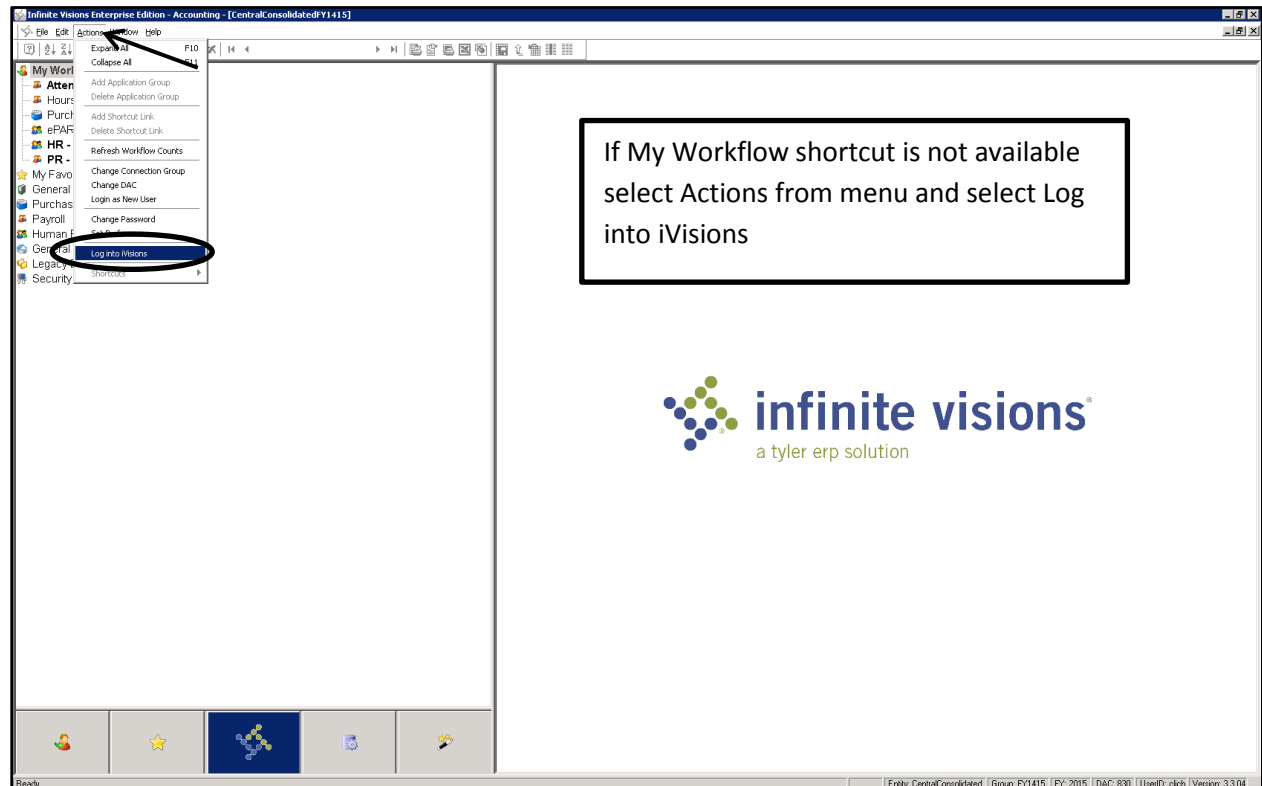 Infinite Visions Enterprise Edition - Accounting - [CentralConsolidatedFY1415]
File Edit Actions Window Help
Expand All F10
Collapse All F11
Add Application Group
Delete Application Group
Add Shortcut Link
Delete Shortcut Link
Refresh Workflow Counts
Change Connection Group
Change DAC
Login as New User
Change Password
Log into iVisions
Shortcuts
My Worl
Atten
Hours
Purch
ePAR
HR -
PR -
My Favo
General
Purchas
Payroll
Human
General
Legacy
Security
If My Workflow shortcut is not available
select Actions from menu and select Log
into iVisions
infinite visions®
a tyler erp solution
Ready
Entity: CentralConsolidated Group: FY1415 FY: 2015 DAC: 830 UserID: clich Version: 3.3.04